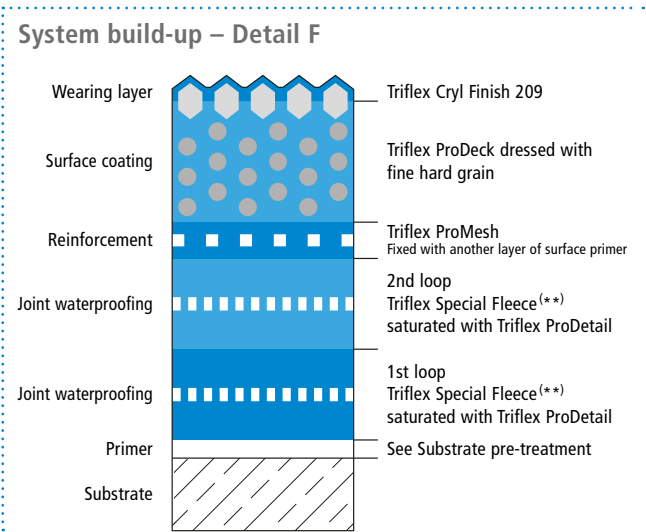 System build-up – Detail F
Wearing layer
Triflex Cryl Finish 209
Surface coating
Triflex ProDeck dressed with
fine hard grain
Reinforcement
Triflex ProMesh
Fixed with another layer of surface primer
Joint waterproofing
2nd loop
Triflex Special Fleece(**)
saturated with Triflex ProDetail
Joint waterproofing
1st loop
Triflex Special Fleece(**)
saturated with Triflex ProDetail
Primer
See Substrate pre-treatment
Substrate